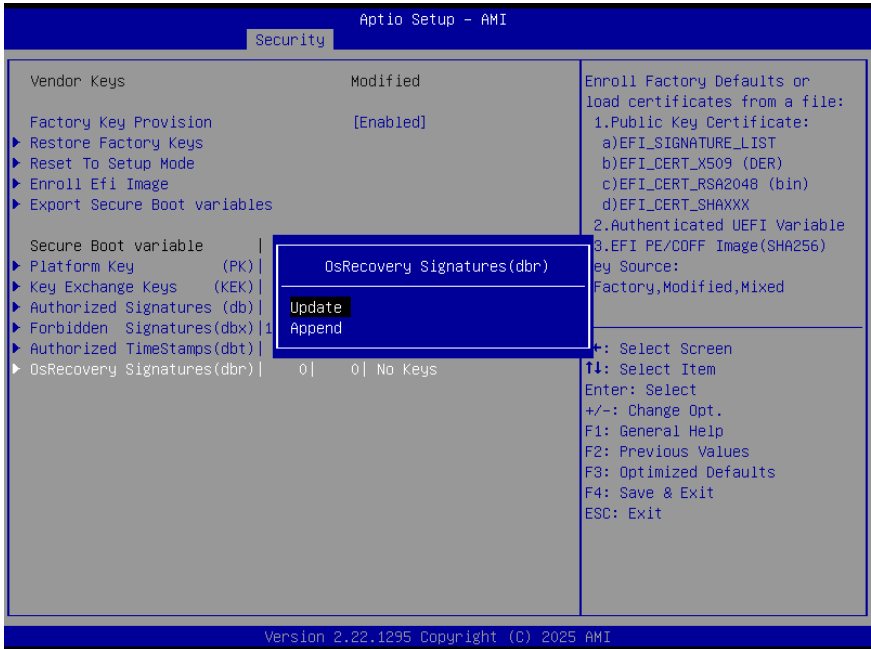 Aptio Setup - AMI
Security
Vendor Keys Modified
Factory Key Provision [Enabled]
Restore Factory Keys
Reset To Setup Mode
Enroll Efi Image
Export Secure Boot variables
Secure Boot variable |
Platform Key (PK)|
Key Exchange Keys (KEK)|
Authorized Signatures (db)|
Forbidden Signatures(dbx)|1
Authorized TimeStamps(dbt)|
OsRecovery Signatures(dbr)| 0| 0| No Keys
OsRecovery Signatures(dbr)
Update
Append
Enroll Factory Defaults or
load certificates from a file:
1.Public Key Certificate:
a)EFI_SIGNATURE_LIST
b)EFI_CERT_X509 (DER)
c)EFI_CERT_RSA2048 (bin)
d)EFI_CERT_SHAXXX
2.Authenticated UEFI Variable
3.EFI PE/COFF Image(SHA256)
ey Source:
Factory,Modified,Mixed
: Select Screen
↑↓: Select Item
Enter: Select
+/-: Change Opt.
F1: General Help
F2: Previous Values
F3: Optimized Defaults
F4: Save & Exit
ESC: Exit
Version 2.22.1295 Copyright (C) 2025 AMI